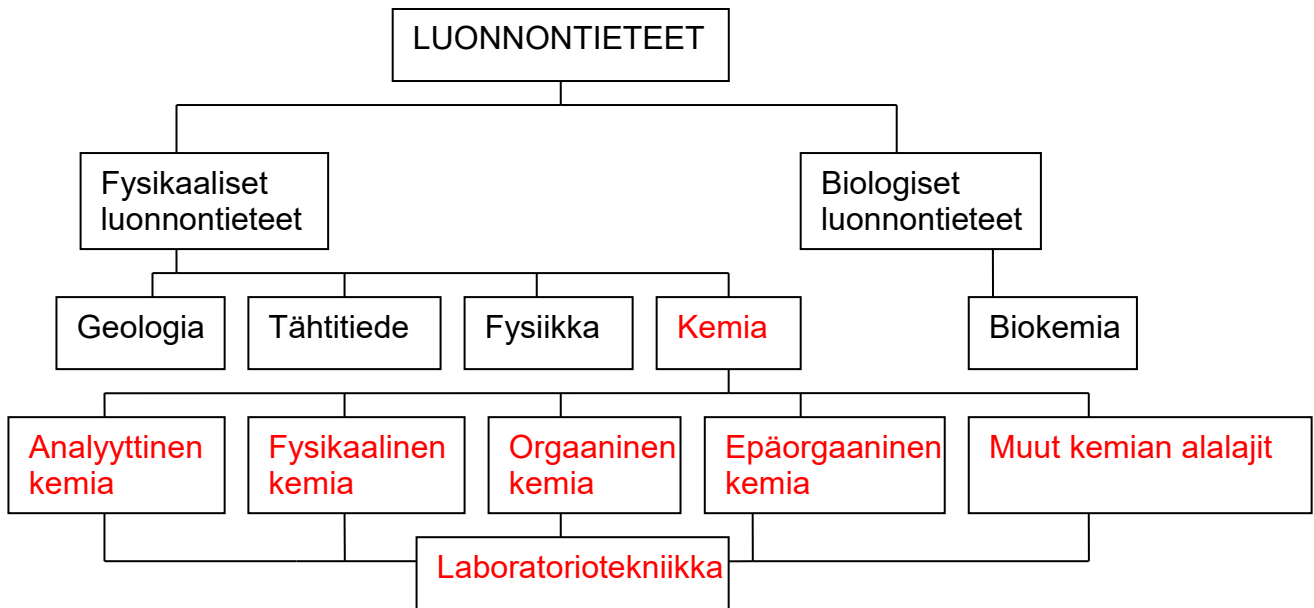 LUONNONTIETEET
Fysikaaliset
luonnontieteet
Biologiset
luonnontieteet
Geologia
Tähtitiede
Fysiikka
Kemia
Biokemia
Analyyttinen
kemia
Fysikaalinen
kemia
Orgaaninen
kemia
Epäorgaaninen
kemia
Muut kemian alalajit
Laboratoriotekniikka